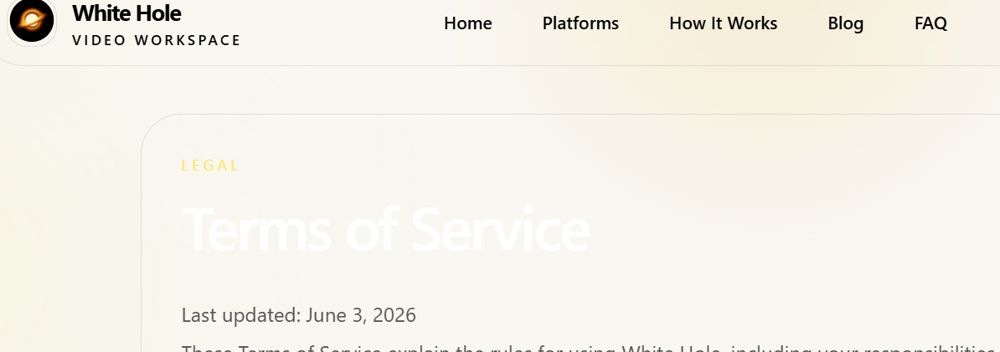 White Hole
VIDEO WORKSPACE
Home Platforms How It Works Blog FAQ
LEGAL
Terms of Service
Last updated: June 3, 2026
These Terms of Service explain the rules for using White Hole, including your responsibilities